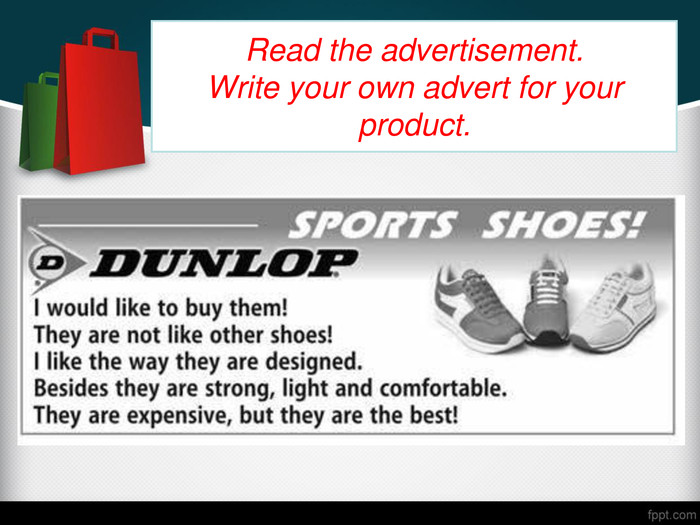 Read the advertisement.
Write your own advert for your
product.
SPORTS SHOES!
D DUNLOP
I would like to buy them!
They are not like other shoes!
I like the way they are designed.
Besides they are strong, light and comfortable.
They are expensive, but they are the best!
fppt.com